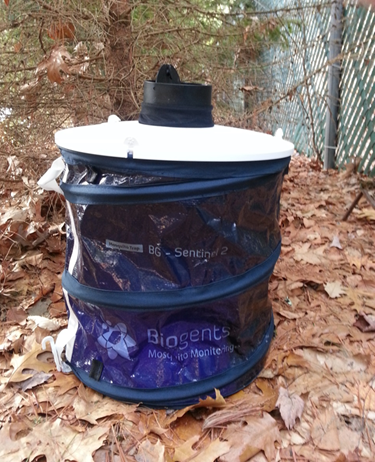 BG - Sentinel 2
Biogents
Mosquito Monitoring